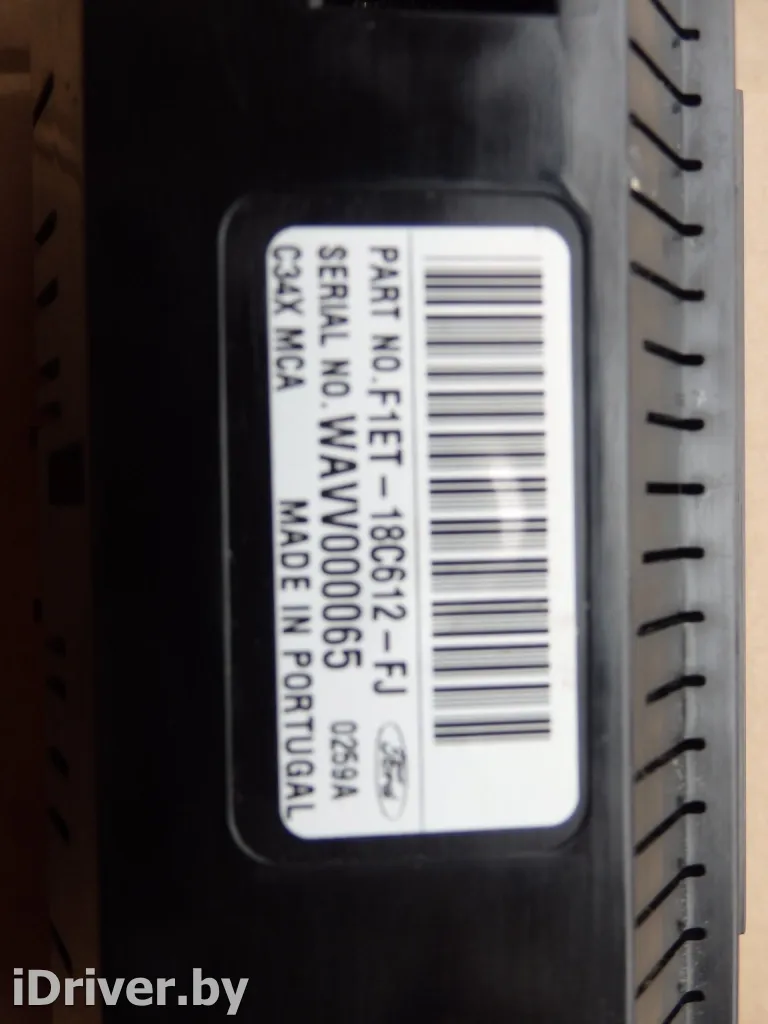 PART NO. F1ET-18C612-FJ Ford
SERIAL NO. WAVV000065 0259A
C34X MCA MADE IN PORTUGAL
iDriver.by